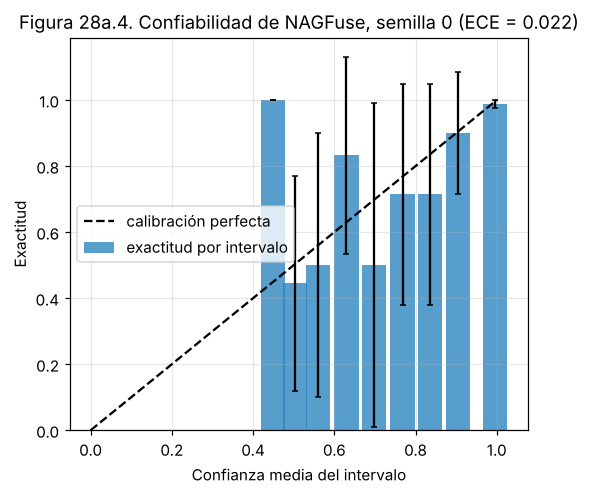 Figura 28a.4. Confiabilidad de NAGFuse, semilla 0 (ECE = 0.022)
Exactitud
1.0
0.8
0.6
0.4
0.2
0.0
calibración perfecta
exactitud por intervalo
0.0 0.2 0.4 0.6 0.8 1.0
Confianza media del intervalo